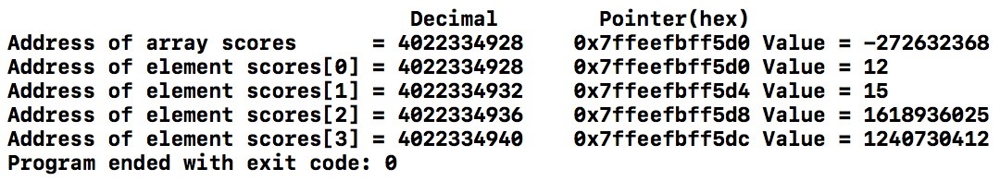 Decimal Pointer(hex)
Address of array scores = 4022334928 0x7ffeefbff5d0 Value = -272632368
Address of element scores[0] = 4022334928 0x7ffeefbff5d0 Value = 12
Address of element scores[1] = 4022334932 0x7ffeefbff5d4 Value = 15
Address of element scores[2] = 4022334936 0x7ffeefbff5d8 Value = 1618936025
Address of element scores[3] = 4022334940 0x7ffeefbff5dc Value = 1240730412
Program ended with exit code: 0